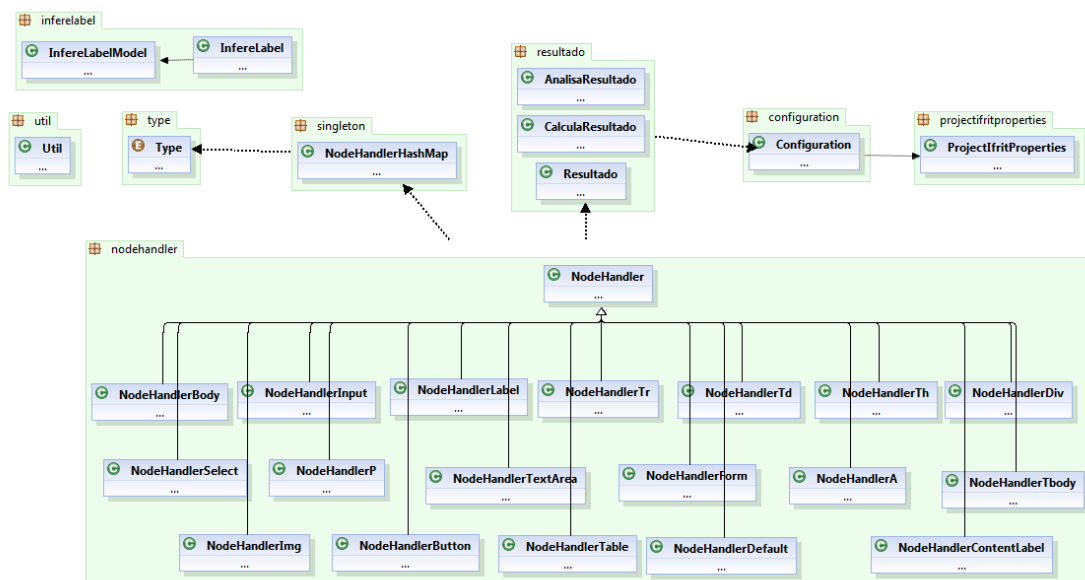 inferelabel
InfereLabelModel
...
InfereLabel
...
resultado
AnalisaResultado
...
CalculaResultado
...
Resultado
...
util
Util
...
type
Type
...
singleton
NodeHandlerHashMap
...
configuration
Configuration
...
projectifritproperties
ProjectIfritProperties
...
nodehandler
NodeHandler
...
NodeHandlerBody
...
NodeHandlerInput
...
NodeHandlerLabel
...
NodeHandlerTr
...
NodeHandlerTd
...
NodeHandlerTh
...
NodeHandlerDiv
...
NodeHandlerSelect
...
NodeHandlerP
...
NodeHandlerTextArea
...
NodeHandlerForm
...
NodeHandlerA
...
NodeHandlerTbody
...
NodeHandlerImg
...
NodeHandlerButton
...
NodeHandlerTable
...
NodeHandlerDefault
...
NodeHandlerContentLabel
...